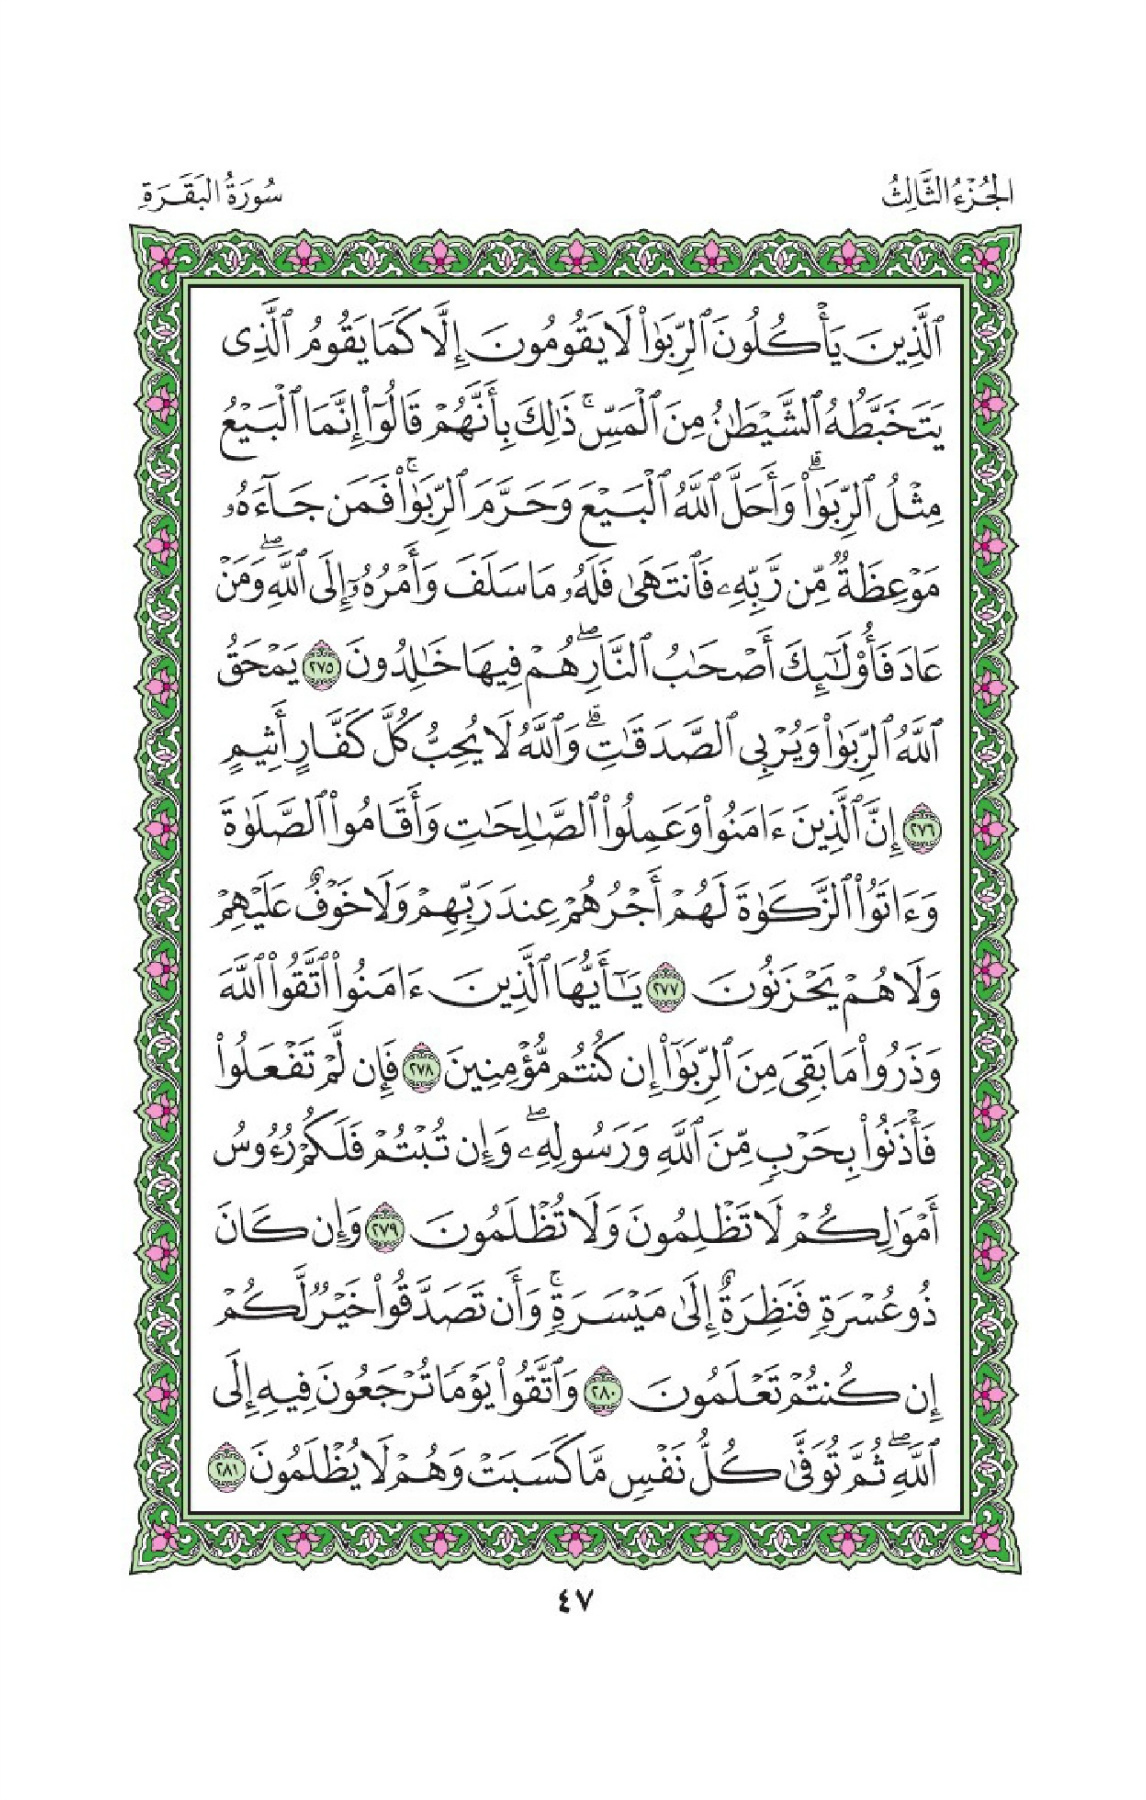 الجُزْءُ الثَّالِثُ
سُورَةُ البَقَرَةِ
ٱلَّذِينَ يَأْكُلُونَ ٱلرِّبَوٰا۟ لَا يَقُومُونَ إِلَّا كَمَا يَقُومُ ٱلَّذِى
يَتَخَبَّطُهُ ٱلشَّيْطَـٰنُ مِنَ ٱلْمَسِّ ۚ ذَٰلِكَ بِأَنَّهُمْ قَالُوٓا۟ إِنَّمَا ٱلْبَيْعُ
مِثْلُ ٱلرِّبَوٰا۟ ۗ وَأَحَلَّ ٱللَّهُ ٱلْبَيْعَ وَحَرَّمَ ٱلرِّبَوٰا۟ ۚ فَمَن جَآءَهُۥ
مَوْعِظَةٌ مِّن رَّبِّهِۦ فَٱنتَهَىٰ فَلَهُۥ مَا سَلَفَ وَأَمْرُهُۥٓ إِلَى ٱللَّهِ ۖ وَمَنْ
عَادَ فَأُو۟لَـٰٓئِكَ أَصْحَـٰبُ ٱلنَّارِ ۖ هُمْ فِيهَا خَـٰلِدُونَ ٢٧٥ يَمْحَقُ
ٱللَّهُ ٱلرِّبَوٰا۟ وَيُرْبِى ٱلصَّدَقَـٰتِ ۗ وَٱللَّهُ لَا يُحِبُّ كُلَّ كَفَّارٍ أَثِيمٍ
٢٧٦ إِنَّ ٱلَّذِينَ ءَامَنُوا۟ وَعَمِلُوا۟ ٱلصَّـٰلِحَـٰتِ وَأَقَامُوا۟ ٱلصَّلَوٰةَ
وَءَاتَوُا۟ ٱلزَّكَوٰةَ لَهُمْ أَجْرُهُمْ عِندَ رَبِّهِمْ وَلَا خَوْفٌ عَلَيْهِمْ
وَلَا هُمْ يَحْزَنُونَ ٢٧٧ يَـٰٓأَيُّهَا ٱلَّذِينَ ءَامَنُوا۟ ٱتَّقُوا۟ ٱللَّهَ
وَذَرُوا۟ مَا بَقِىَ مِنَ ٱلرِّبَوٰٓا۟ إِن كُنتُم مُّؤْمِنِينَ ٢٧٨ فَإِن لَّمْ تَفْعَلُوا۟
فَأْذَنُوا۟ بِحَرْبٍ مِّنَ ٱللَّهِ وَرَسُولِهِۦ ۖ وَإِن تُبْتُمْ فَلَكُمْ رُءُوسُ
أَمْوَٰلِكُمْ لَا تَظْلِمُونَ وَلَا تُظْلَمُونَ ٢٧٩ وَإِن كَانَ
ذُو عُسْرَةٍ فَنَظِرَةٌ إِلَىٰ مَيْسَرَةٍ ۚ وَأَن تَصَدَّقُوا۟ خَيْرٌ لَّكُمْ
إِن كُنتُمْ تَعْلَمُونَ ٢٨٠ وَٱتَّقُوا۟ يَوْمًا تُرْجَعُونَ فِيهِ إِلَى
ٱللَّهِ ۖ ثُمَّ تُوَفَّىٰ كُلُّ نَفْسٍ مَّا كَسَبَتْ وَهُمْ لَا يُظْلَمُونَ ٢٨١
٤٧